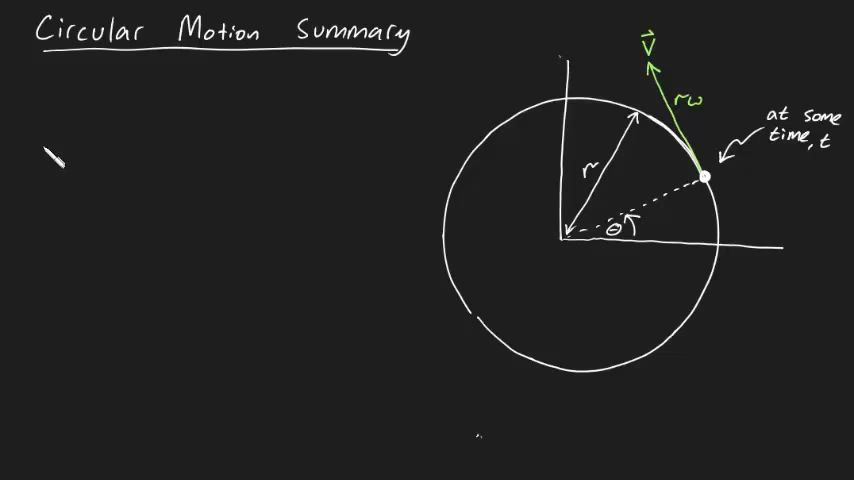 Circular Motion Summary
V⃗
rω
at some
time, t
r
θ